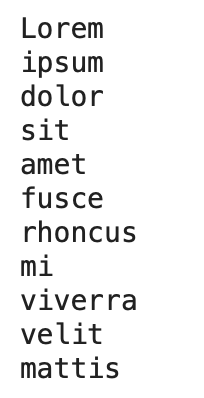 Lorem
ipsum
dolor
sit
amet
fusce
rhoncus
mi
viverra
velit
mattis